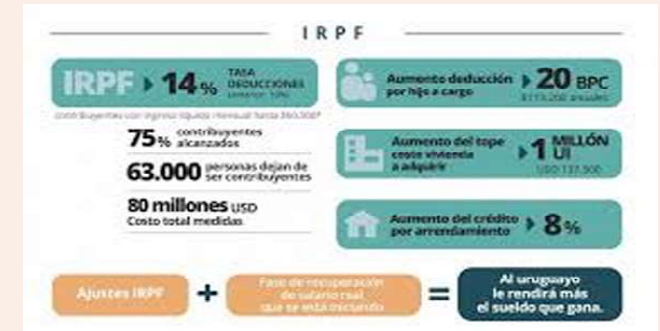 IRPF
IRPF 14%
TASA
DEDUCCIONES
75% contribuyentes
alcanzados
63.000 personas dejan de
ser contribuyentes
80 millones USD
Costo total medidas
Aumento deducción
por hijo a cargo
20 BPC
Aumento del tope
costo vivienda
a adquirir
1 MILLÓN
UI
Aumento del crédito
por arrendamiento
8%
Ajustes IRPF
+
Fase de recuperación
de salario real
que se está iniciando
=
Al uruguayo
le rendirá más
el sueldo que gana.